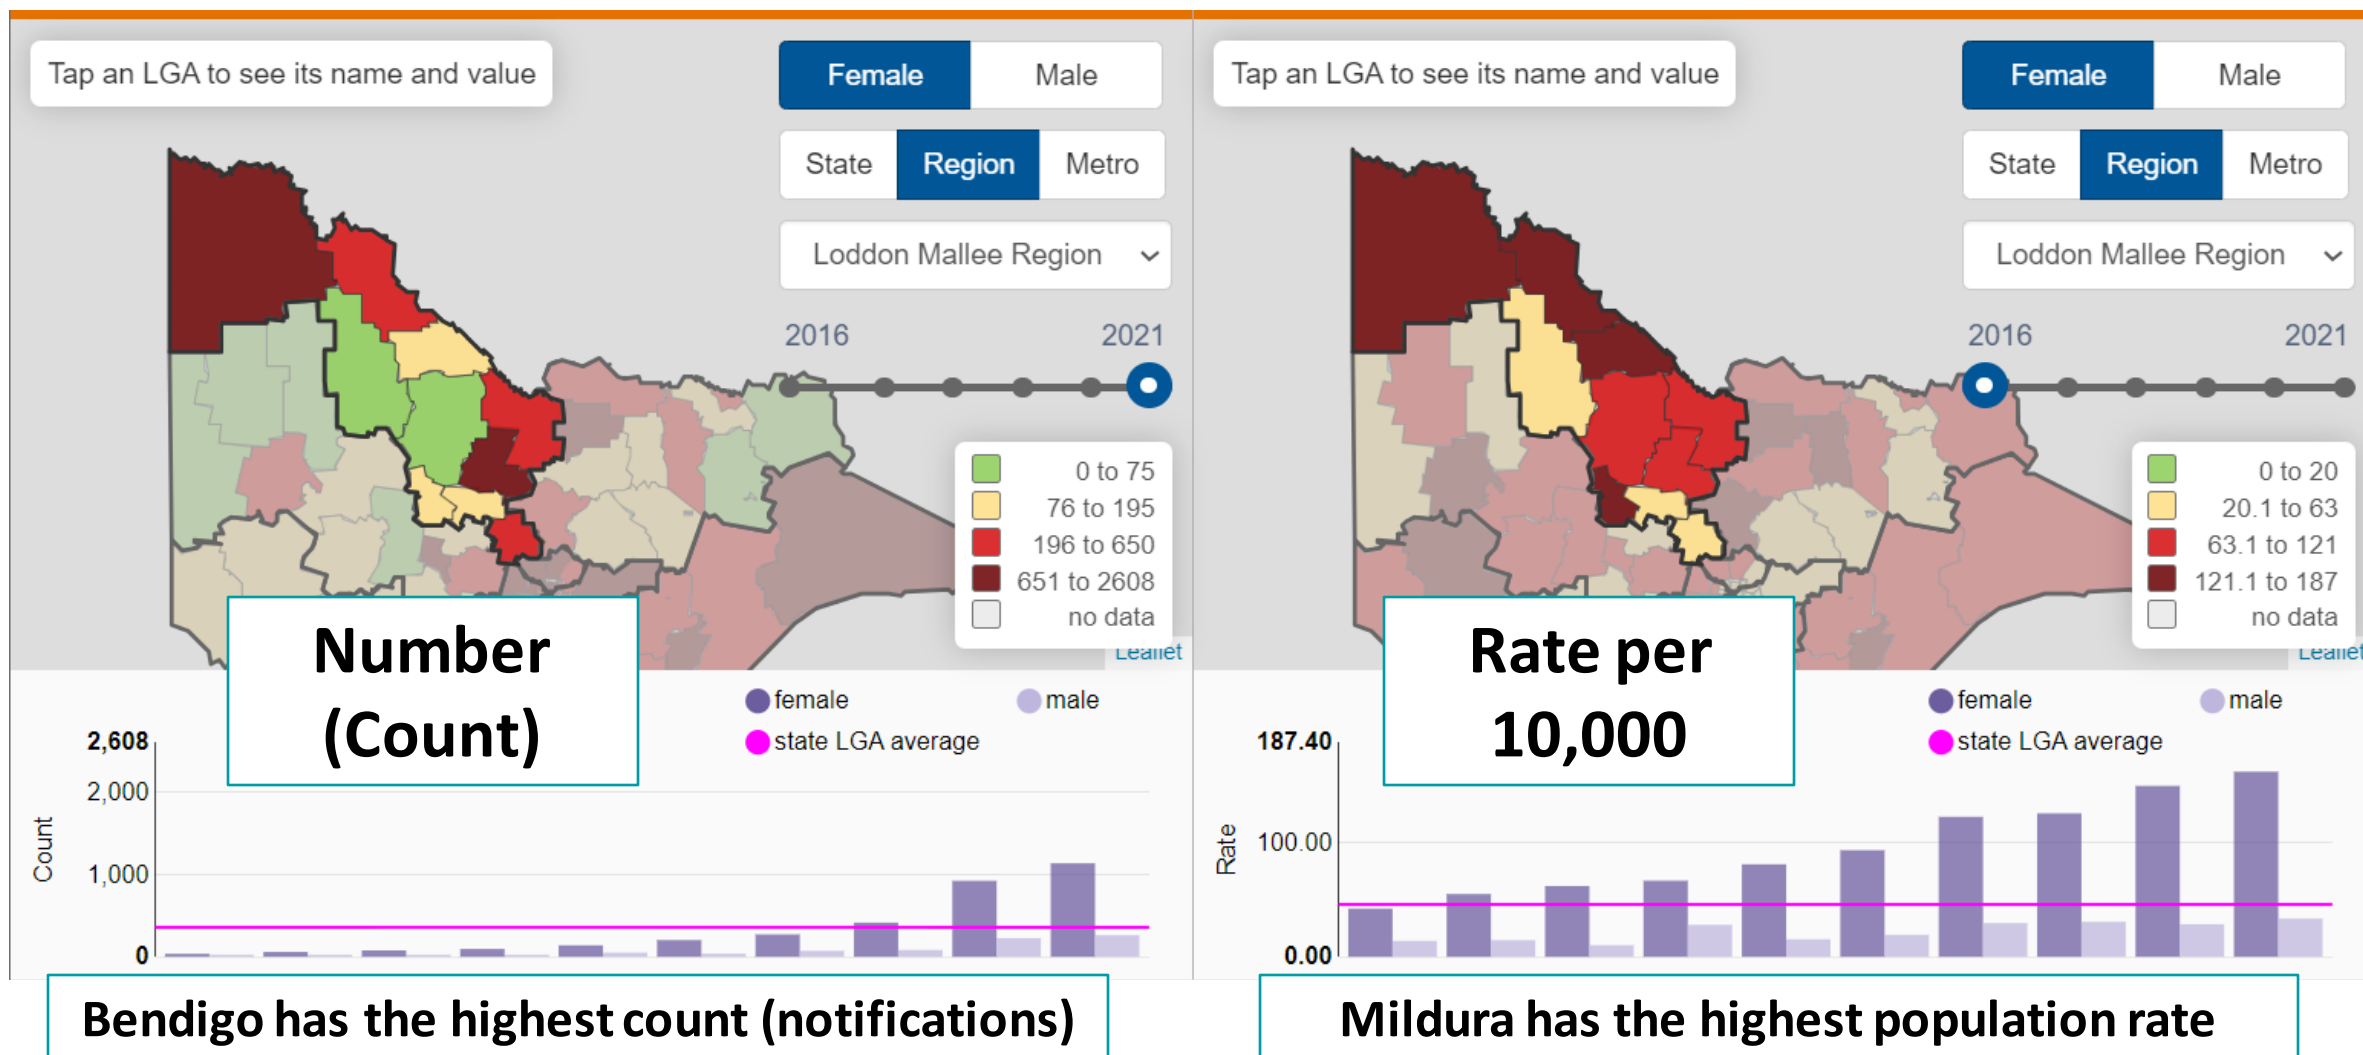 Tap an LGA to see its name and value
Female
Male
State
Region
Metro
Loddon Mallee Region
2016
2021
0 to 75
76 to 195
196 to 650
651 to 2608
no data
Leaflet
Number
(Count)
female
male
state LGA average
2,608
2,000
1,000
0
Count
Bendigo has the highest count (notifications)
Tap an LGA to see its name and value
Female
Male
State
Region
Metro
Loddon Mallee Region
2016
2021
0 to 20
20.1 to 63
63.1 to 121
121.1 to 187
no data
Leaflet
Rate per
10,000
female
male
state LGA average
187.40
100.00
0.00
Rate
Mildura has the highest population rate